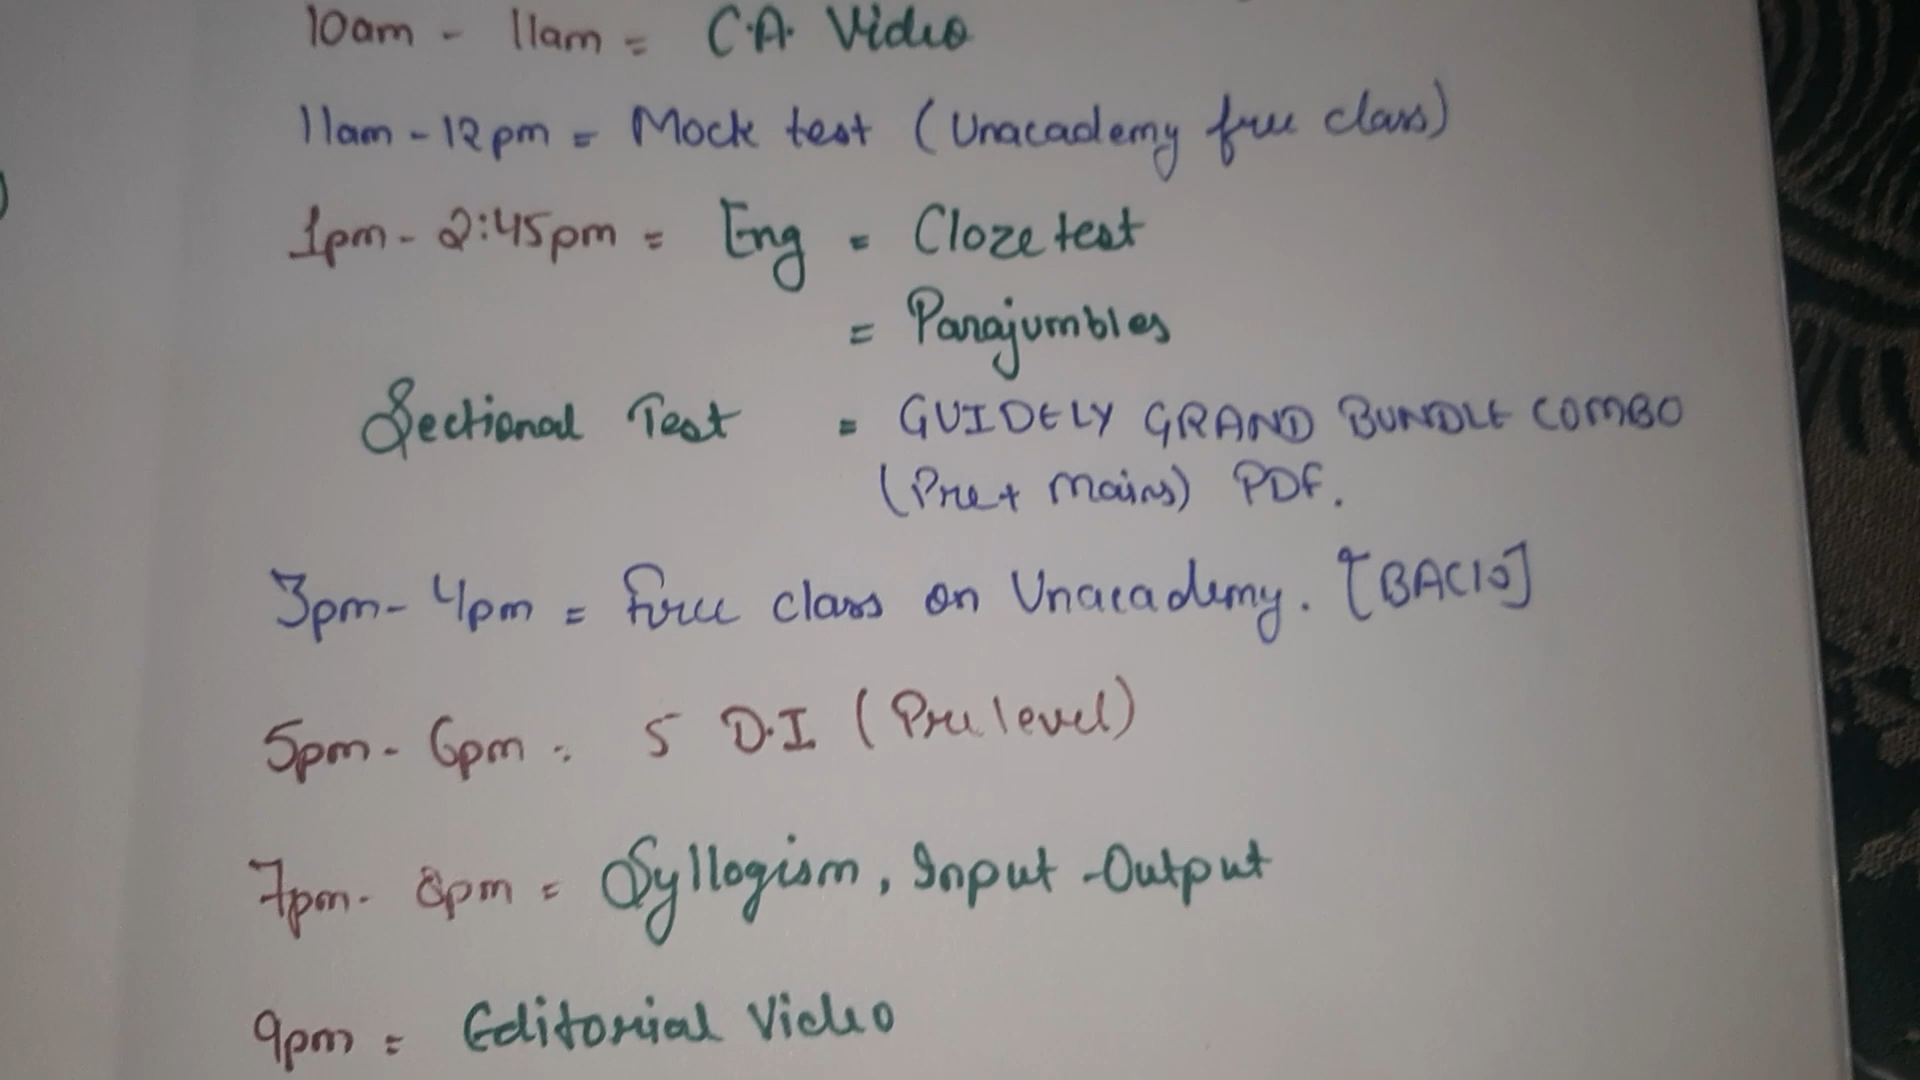 10am - 11am = C.A. Video
11am - 12pm = Mock test (Unacademy free class)
1pm - 2:45pm = Eng = Cloze test
= Parajumbles
Sectional Test = GUIDELY GRAND BUNDLE COMBO
(Pre + Mains) PDF.
3pm - 4pm = Free class on Unacademy. [BAC10]
5pm - 6pm = 5 D.I (Pre level)
7pm - 8pm = Syllogism, Input-Output
9pm = Editorial Video